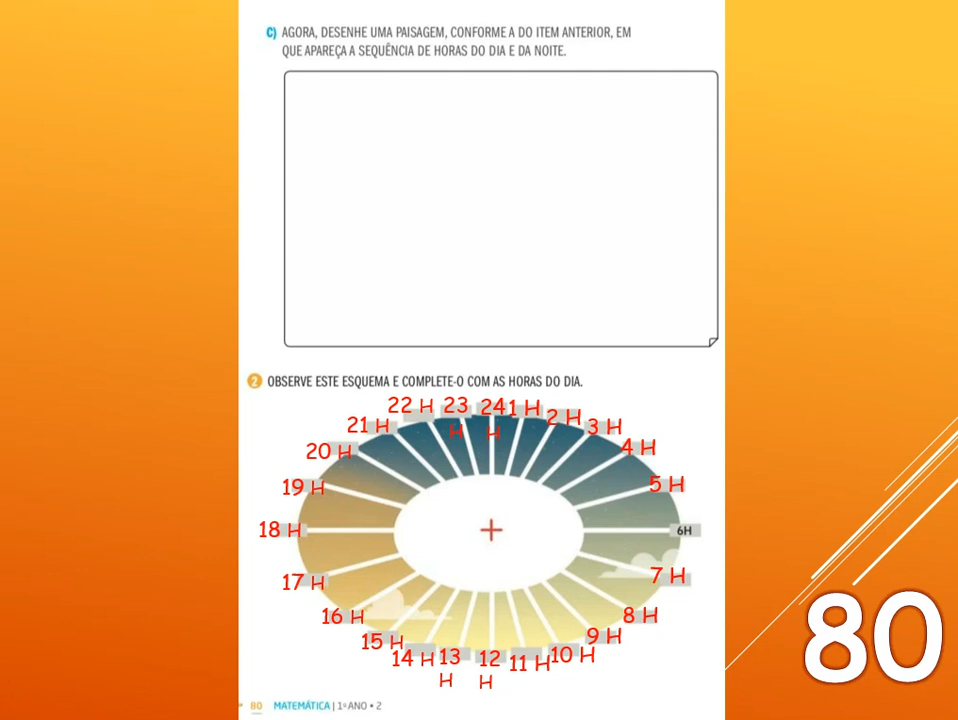 C) AGORA, DESENHE UMA PAISAGEM, CONFORME A DO ITEM ANTERIOR, EM
QUE APAREÇA A SEQUÊNCIA DE HORAS DO DIA E DA NOITE.
2 OBSERVE ESTE ESQUEMA E COMPLETE-O COM AS HORAS DO DIA.
24 H
1 H
2 H
3 H
4 H
5 H
6H
7 H
8 H
9 H
10 H
11 H
12 H
13 H
14 H
15 H
16 H
17 H
18 H
19 H
20 H
21 H
22 H
23 H
80 MATEMÁTICA | 1º ANO • 2
80